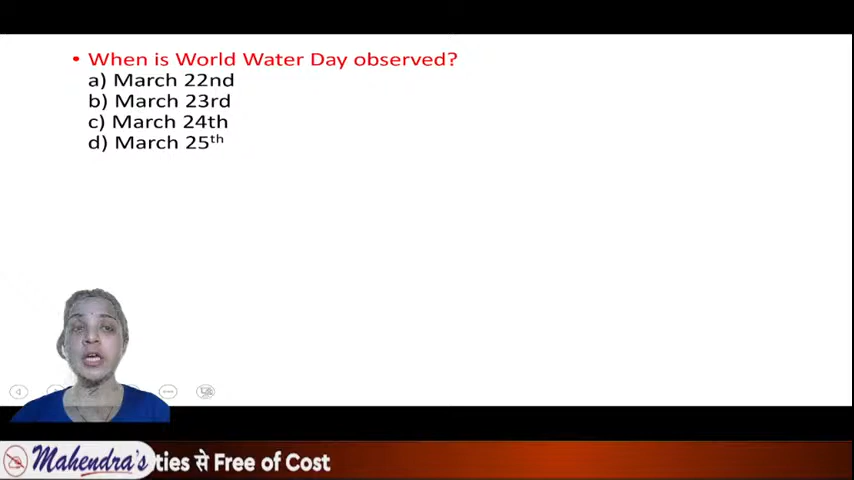 • When is World Water Day observed?
a) March 22nd
b) March 23rd
c) March 24th
d) March 25th
Mahendra's ties से Free of Cost